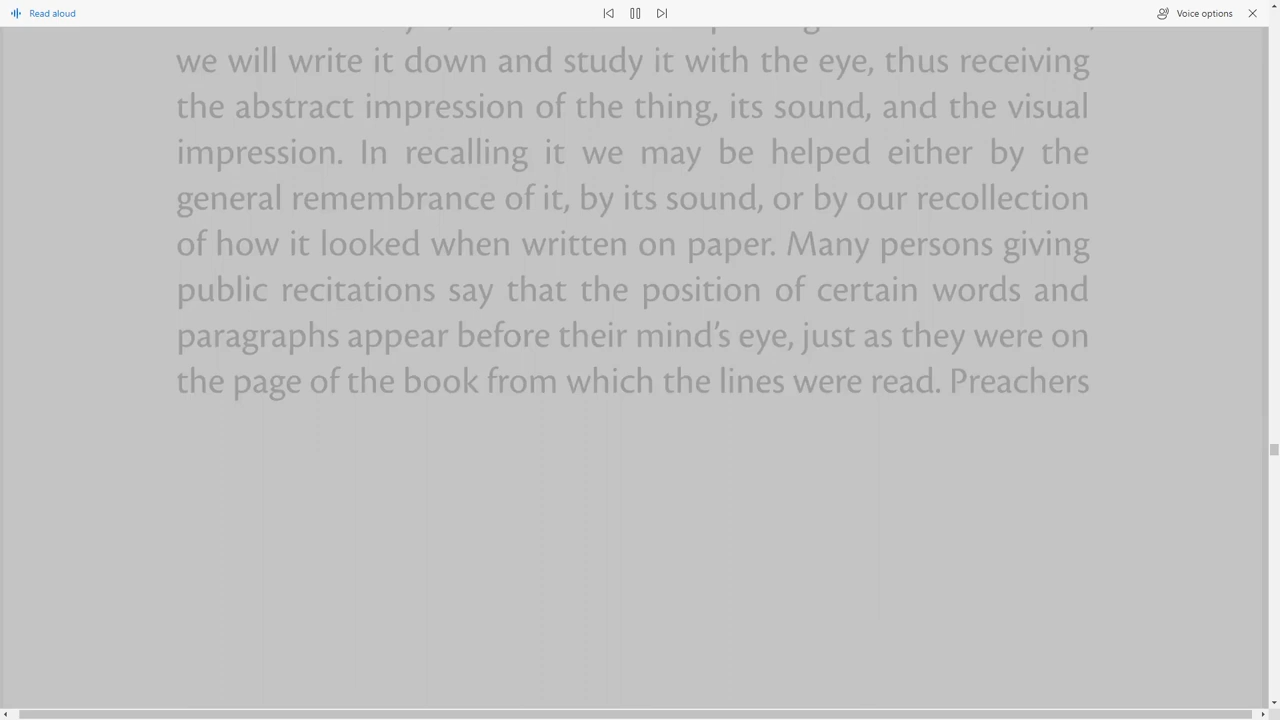 Read aloud
Voice options
we will write it down and study it with the eye, thus receiving
the abstract impression of the thing, its sound, and the visual
impression. In recalling it we may be helped either by the
general remembrance of it, by its sound, or by our recollection
of how it looked when written on paper. Many persons giving
public recitations say that the position of certain words and
paragraphs appear before their mind’s eye, just as they were on
the page of the book from which the lines were read. Preachers